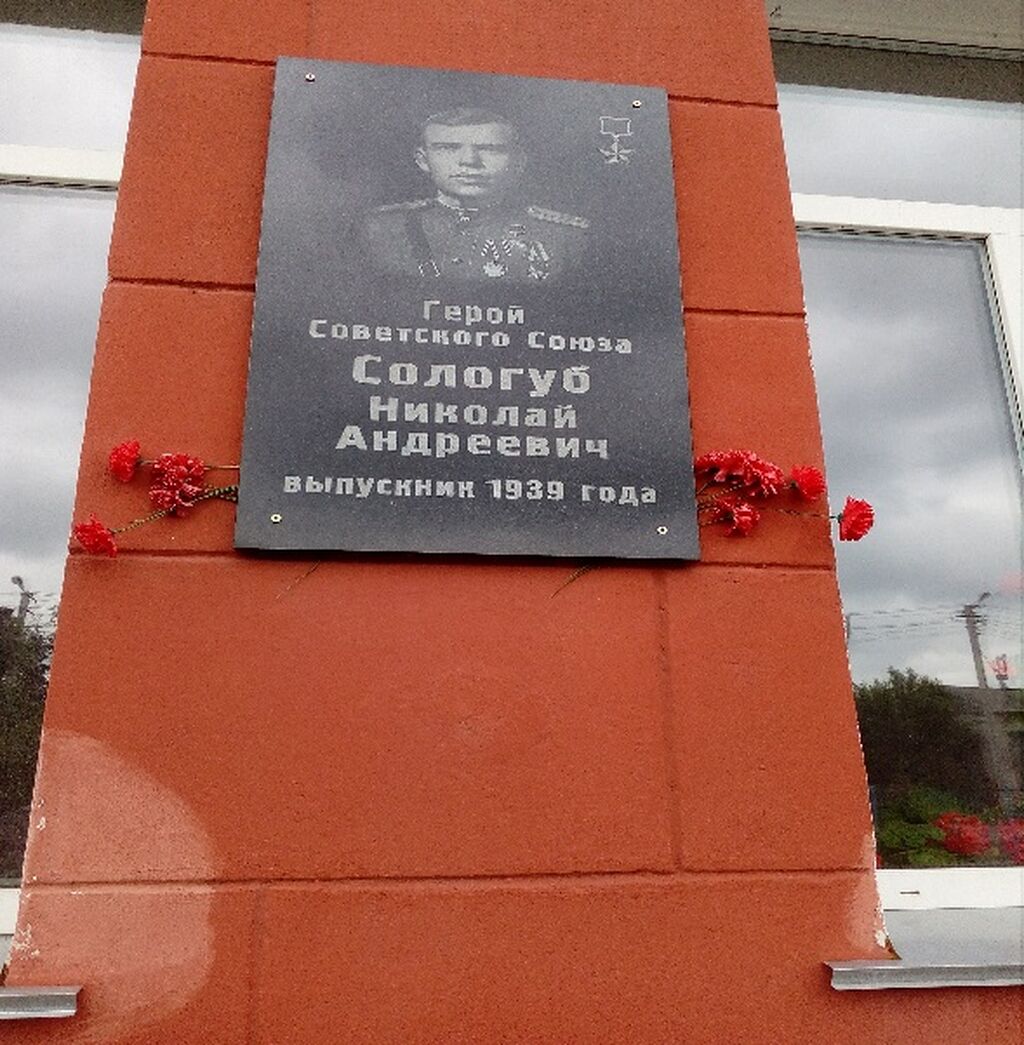 Герой
Советского Союза
Сологуб
Николай
Андреевич
выпускник 1939 года